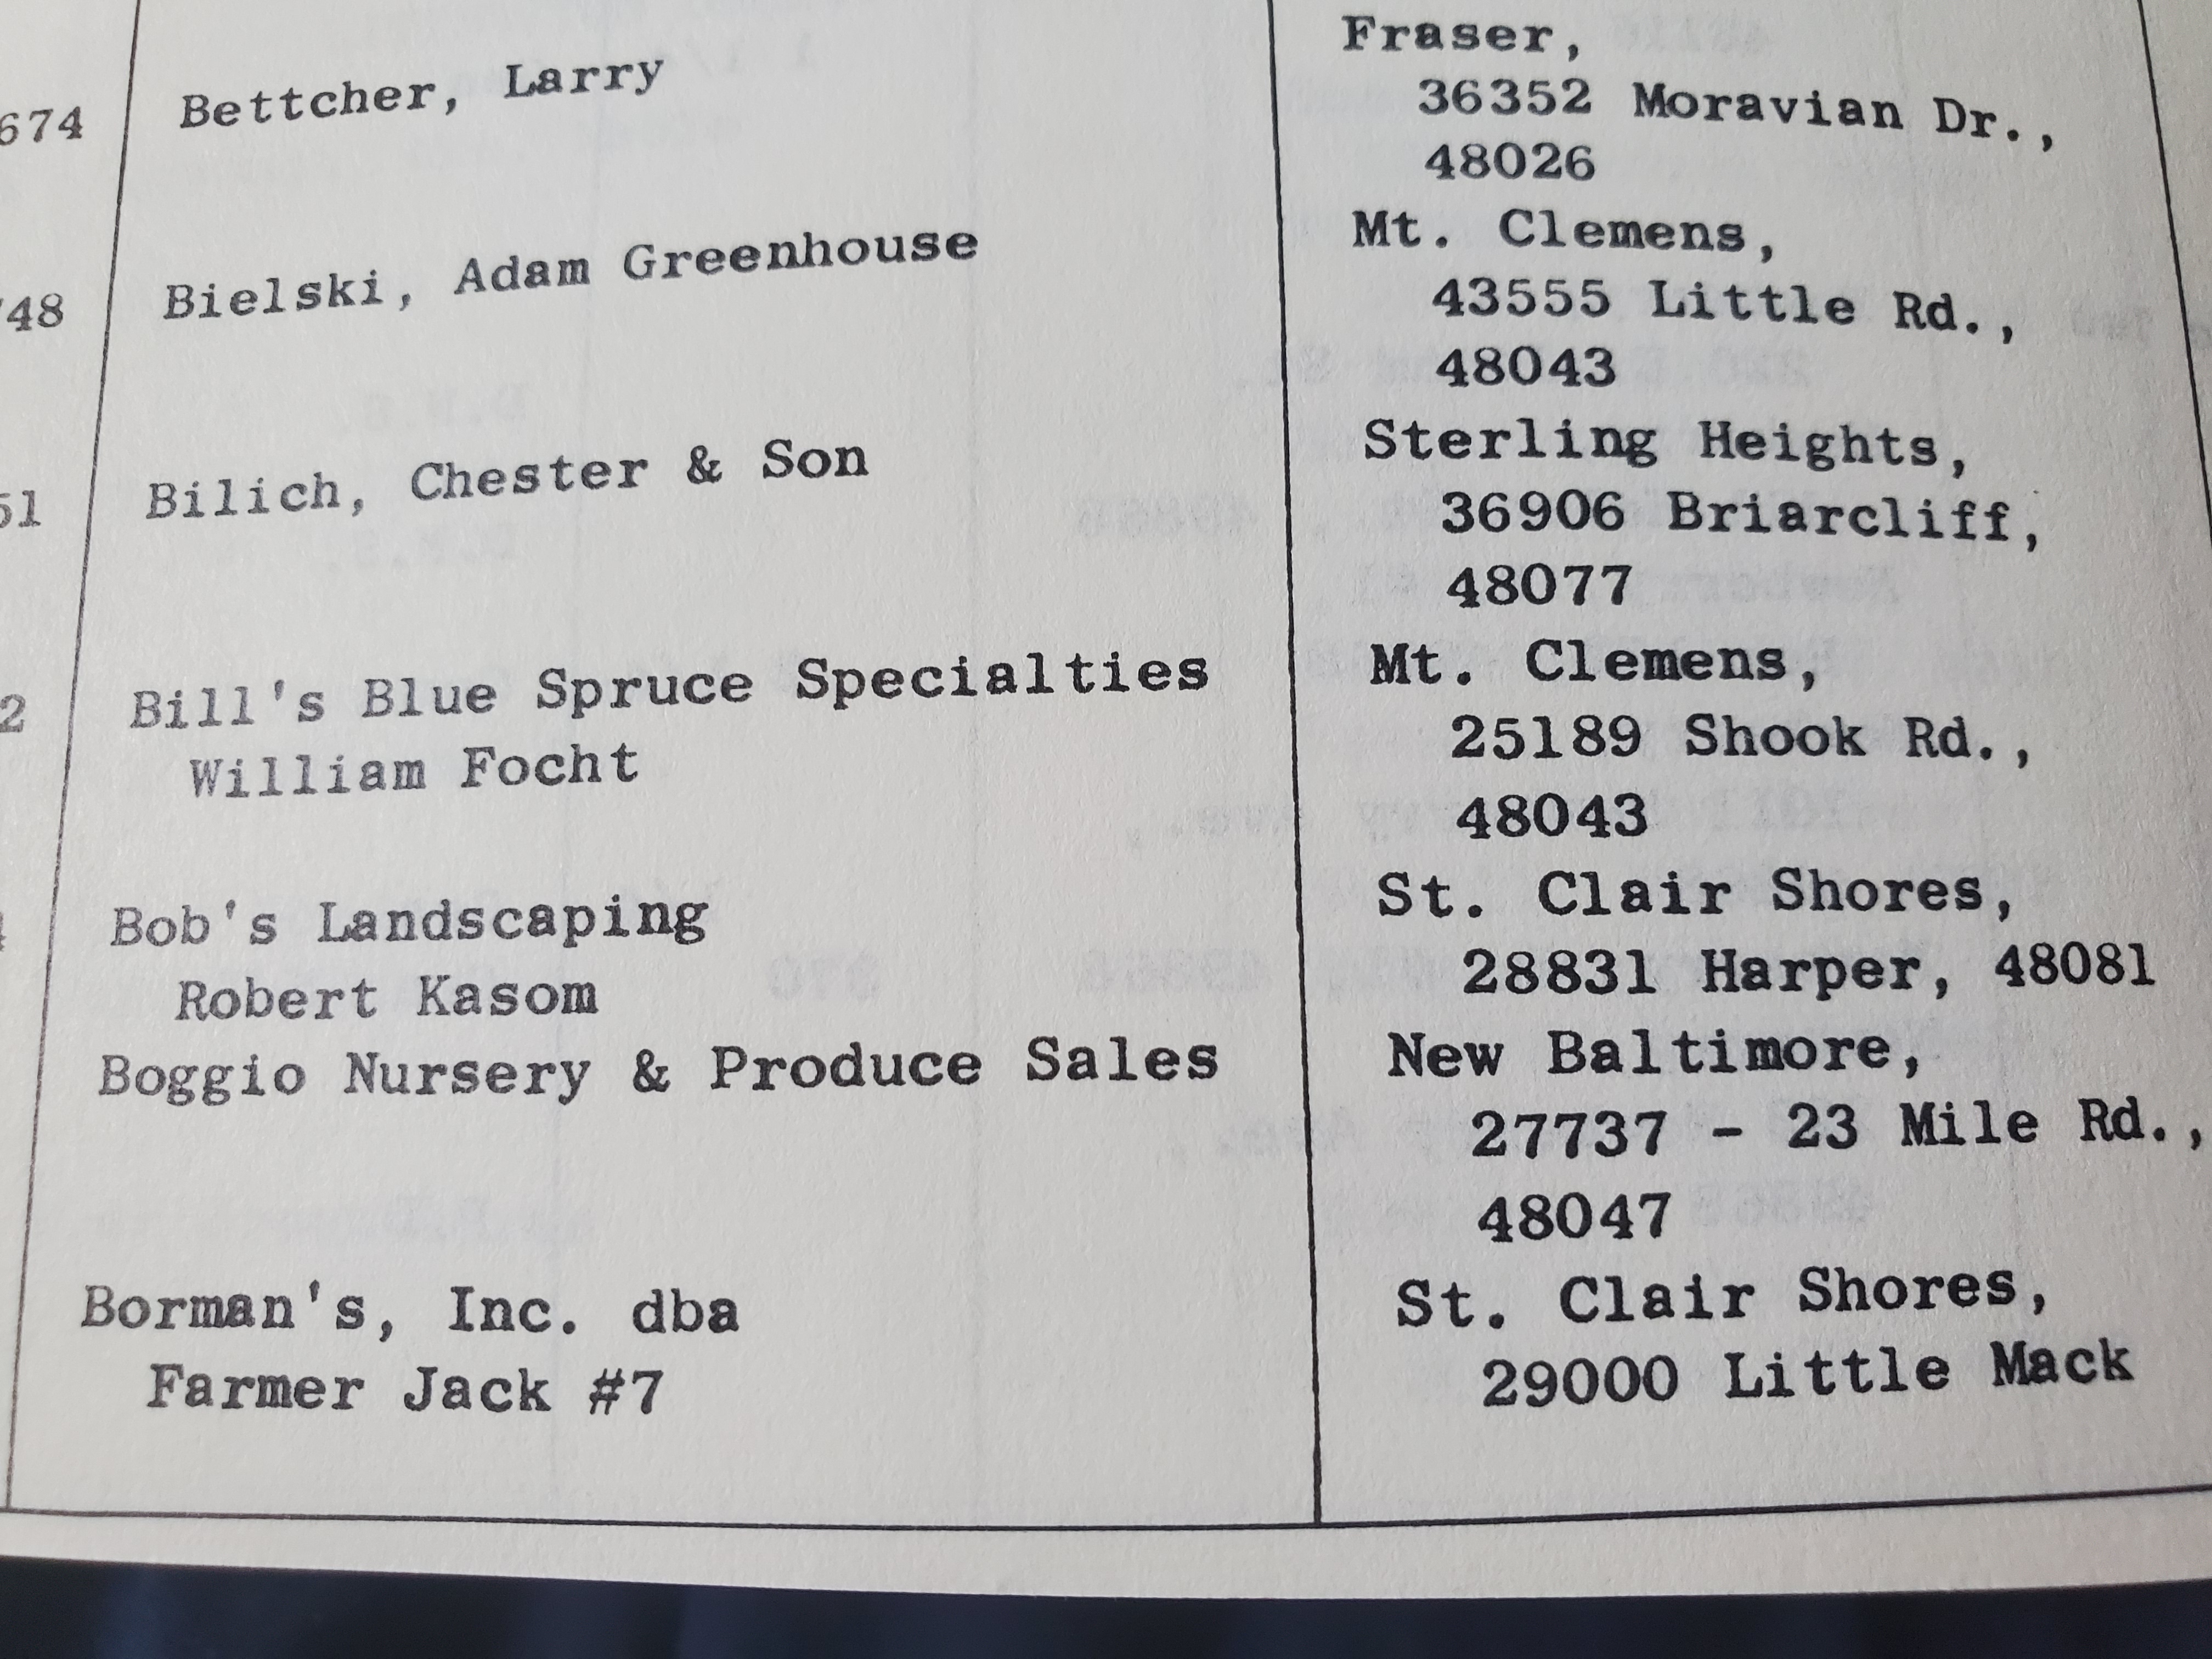 Fraser,
674 Bettcher, Larry 36352 Moravian Dr.,
48026
Mt. Clemens,
48 Bielski, Adam Greenhouse 43555 Little Rd.,
48043
Sterling Heights,
51 Bilich, Chester & Son 36906 Briarcliff,
48077
2 Bill's Blue Spruce Specialties Mt. Clemens,
William Focht 25189 Shook Rd.,
48043
Bob's Landscaping St. Clair Shores,
Robert Kasom 28831 Harper, 48081
Boggio Nursery & Produce Sales New Baltimore,
27737 - 23 Mile Rd.,
48047
Borman's, Inc. dba St. Clair Shores,
Farmer Jack #7 29000 Little Mack